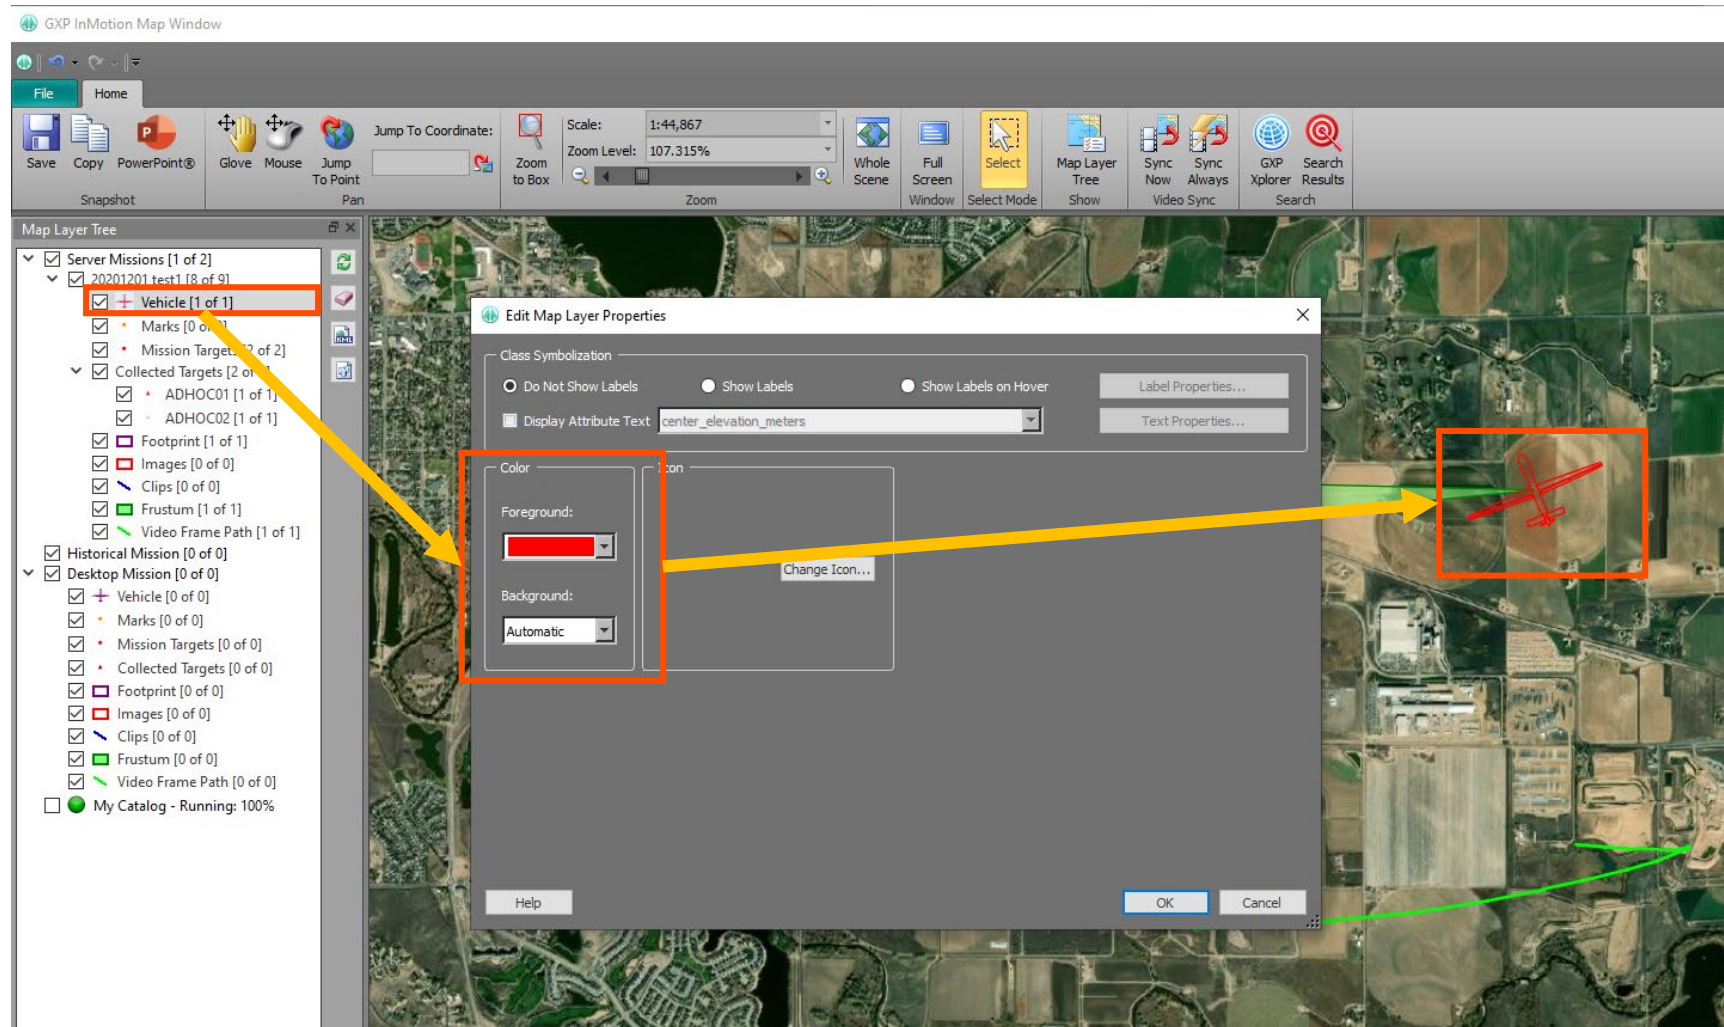 GXP InMotion Map Window
File Home
Save Copy PowerPoint® Glove Mouse Jump To Point
Jump To Coordinate:
Zoom to Box
Scale: 1:44,867
Zoom Level: 107.315%
Whole Scene
Full Screen
Select
Map Layer Tree
Sync Now
Sync Always
GXP Xplorer
Search Results
Snapshot Pan Zoom Window Select Mode Show Video Sync Search
Map Layer Tree
Server Missions [1 of 2]
20201201 test1 [8 of 9]
Vehicle [1 of 1]
Marks [0 of 0]
Mission Targets [2 of 2]
Collected Targets [2 of
ADHOC01 [1 of 1]
ADHOC02 [1 of 1]
Footprint [1 of 1]
Images [0 of 0]
Clips [0 of 0]
Frustum [1 of 1]
Video Frame Path [1 of 1]
Historical Mission [0 of 0]
Desktop Mission [0 of 0]
Vehicle [0 of 0]
Marks [0 of 0]
Mission Targets [0 of 0]
Collected Targets [0 of 0]
Footprint [0 of 0]
Images [0 of 0]
Clips [0 of 0]
Frustum [0 of 0]
Video Frame Path [0 of 0]
My Catalog - Running: 100%
KML
Edit Map Layer Properties
Class Symbolization
Do Not Show Labels Show Labels Show Labels on Hover Label Properties...
Display Attribute Text center_elevation_meters Text Properties...
Color
Foreground:
Background:
Automatic
Icon
Change Icon...
Help OK Cancel